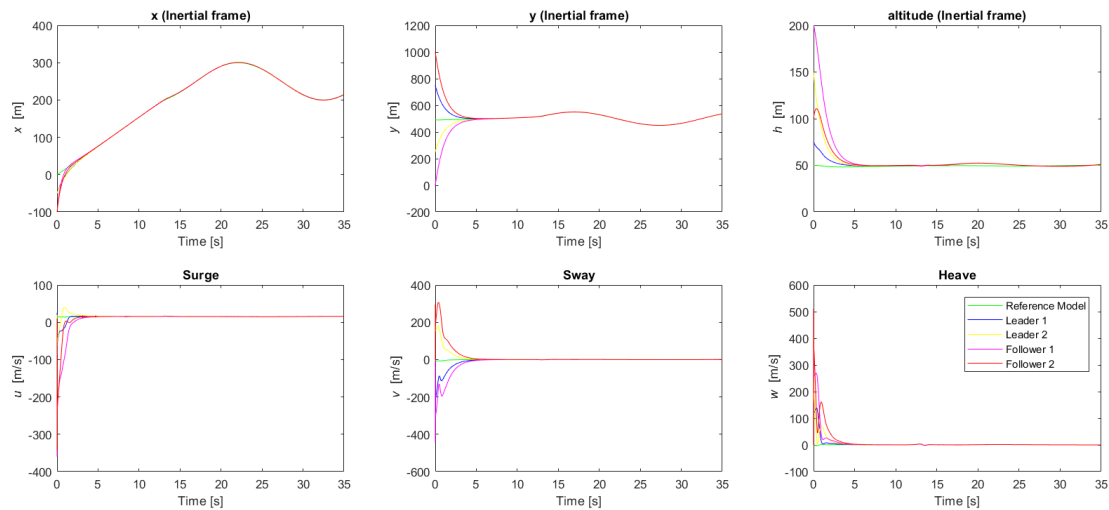 x (Inertial frame)
400
300
200
100
0
-100
x [m]
0 5 10 15 20 25 30 35
Time [s]
y (Inertial frame)
1200
1000
800
600
400
200
0
-200
y [m]
0 5 10 15 20 25 30 35
Time [s]
altitude (Inertial frame)
200
150
100
50
0
h [m]
0 5 10 15 20 25 30 35
Time [s]
Surge
100
0
-100
-200
-300
-400
u [m/s]
0 5 10 15 20 25 30 35
Time [s]
Sway
400
200
0
-200
-400
-600
v [m/s]
0 5 10 15 20 25 30 35
Time [s]
Heave
600
500
400
300
200
100
0
-100
w [m/s]
0 5 10 15 20 25 30 35
Time [s]
Reference Model
Leader 1
Leader 2
Follower 1
Follower 2